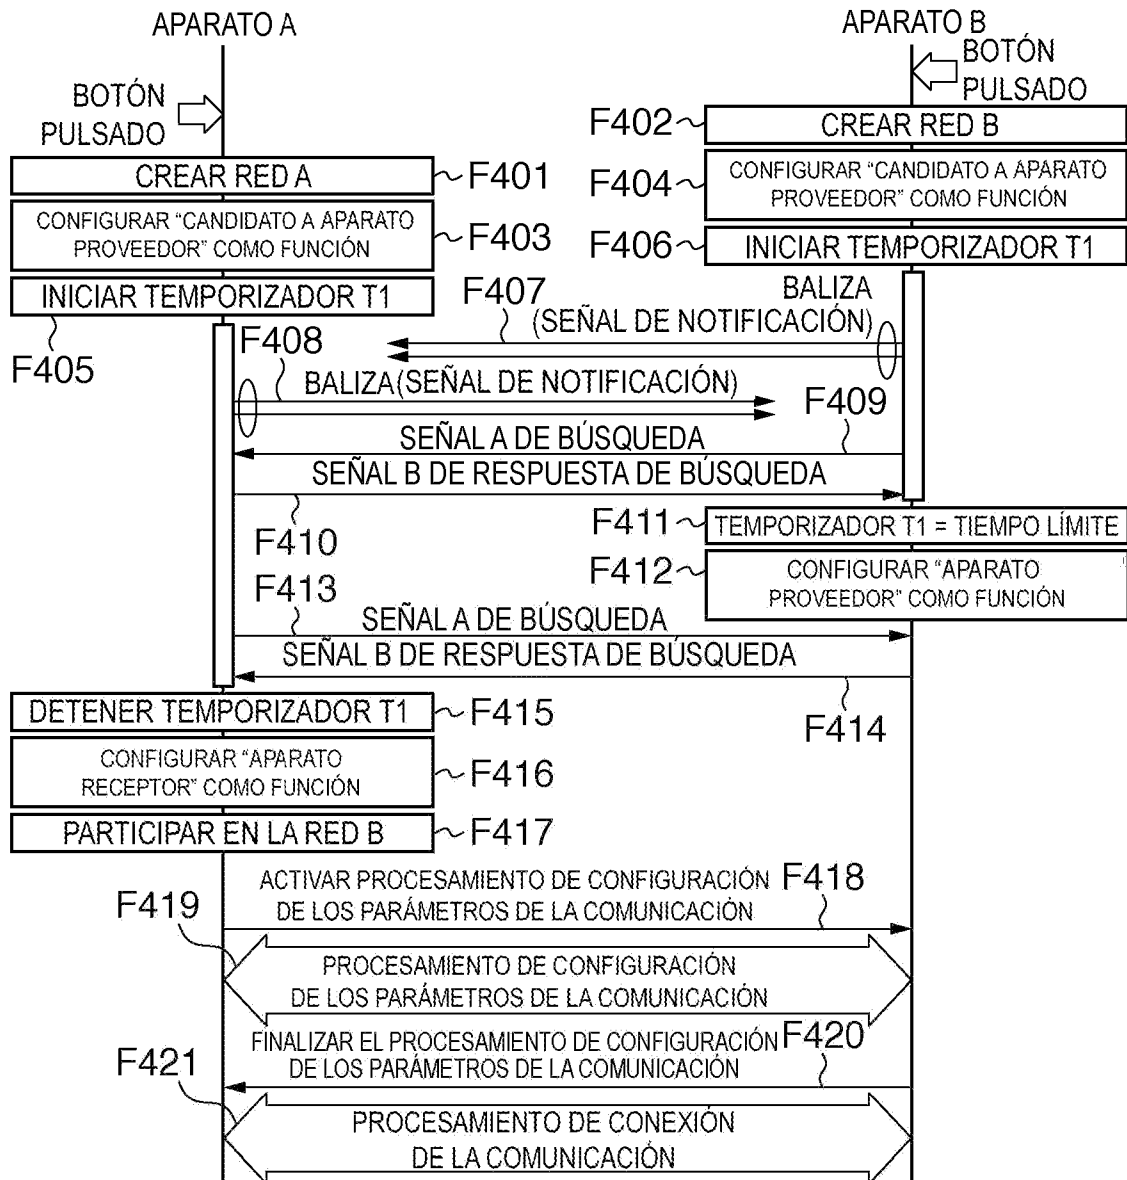 APARATO A
APARATO B
BOTÓN
PULSADO
BOTÓN
PULSADO
F402
CREAR RED B
CREAR RED A
F401
F404
CONFIGURAR “CANDIDATO A APARATO
PROVEEDOR” COMO FUNCIÓN
CONFIGURAR “CANDIDATO A APARATO
PROVEEDOR” COMO FUNCIÓN
F403
F406
INICIAR TEMPORIZADOR T1
INICIAR TEMPORIZADOR T1
F405
F407
BALIZA
(SEÑAL DE NOTIFICACIÓN)
F408
BALIZA (SEÑAL DE NOTIFICACIÓN)
F409
SEÑAL A DE BÚSQUEDA
SEÑAL B DE RESPUESTA DE BÚSQUEDA
F410
F411
TEMPORIZADOR T1 = TIEMPO LÍMITE
F412
CONFIGURAR “APARATO
PROVEEDOR” COMO FUNCIÓN
F413
SEÑAL A DE BÚSQUEDA
SEÑAL B DE RESPUESTA DE BÚSQUEDA
F414
DETENER TEMPORIZADOR T1
F415
CONFIGURAR “APARATO
RECEPTOR” COMO FUNCIÓN
F416
PARTICIPAR EN LA RED B
F417
ACTIVAR PROCESAMIENTO DE CONFIGURACIÓN
DE LOS PARÁMETROS DE LA COMUNICACIÓN
F418
F419
PROCESAMIENTO DE CONFIGURACIÓN
DE LOS PARÁMETROS DE LA COMUNICACIÓN
FINALIZAR EL PROCESAMIENTO DE CONFIGURACIÓN
DE LOS PARÁMETROS DE LA COMUNICACIÓN
F420
F421
PROCESAMIENTO DE CONEXIÓN
DE LA COMUNICACIÓN